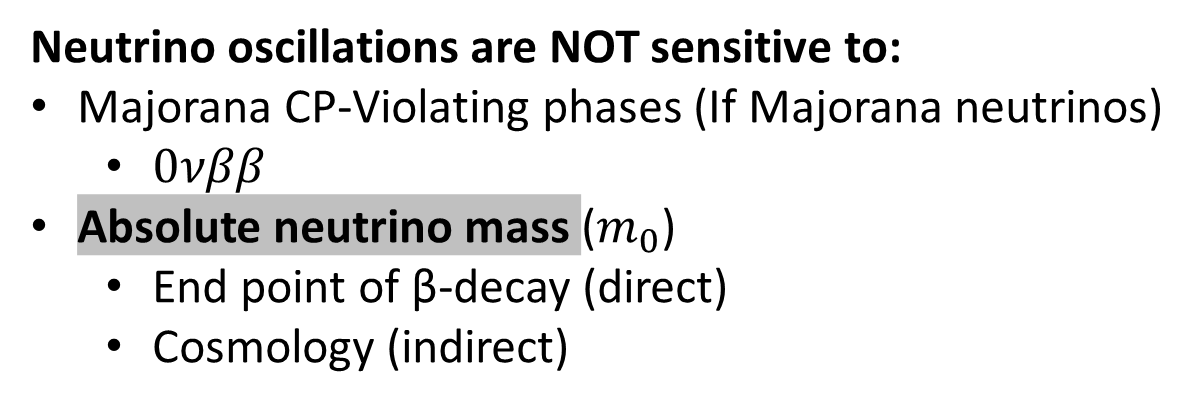 Neutrino oscillations are NOT sensitive to:
• Majorana CP-Violating phases (If Majorana neutrinos)
• 0νββ
• Absolute neutrino mass (m₀)
• End point of β-decay (direct)
• Cosmology (indirect)